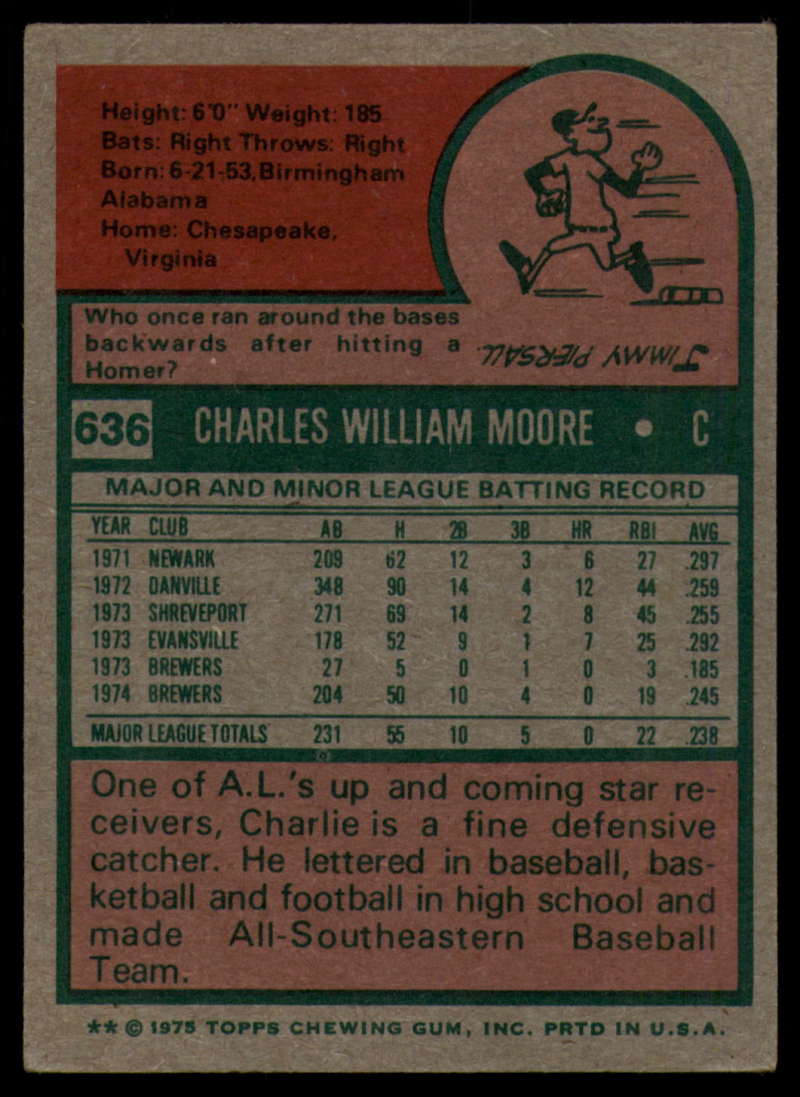 Height: 6'0" Weight: 185
Bats: Right Throws: Right
Born: 6-21-53, Birmingham
Alabama
Home: Chesapeake,
Virginia
Who once ran around the bases
backwards after hitting a
Homer?
JIMMY PIERSALL.
636 CHARLES WILLIAM MOORE • C
MAJOR AND MINOR LEAGUE BATTING RECORD
YEAR CLUB AB H 2B 3B HR RBI AVG
1971 NEWARK 209 62 12 3 6 27 .297
1972 DANVILLE 348 90 14 4 12 44 .259
1973 SHREVEPORT 271 69 14 2 8 45 .255
1973 EVANSVILLE 178 52 9 1 7 25 .292
1973 BREWERS 27 5 0 1 0 3 .185
1974 BREWERS 204 50 10 4 0 19 .245
MAJOR LEAGUE TOTALS 231 55 10 5 0 22 .238
One of A.L.'s up and coming star re-
ceivers, Charlie is a fine defensive
catcher. He lettered in baseball, bas-
ketball and football in high school and
made All-Southeastern Baseball
Team.
** © 1975 TOPPS CHEWING GUM, INC. PRTD IN U.S.A.